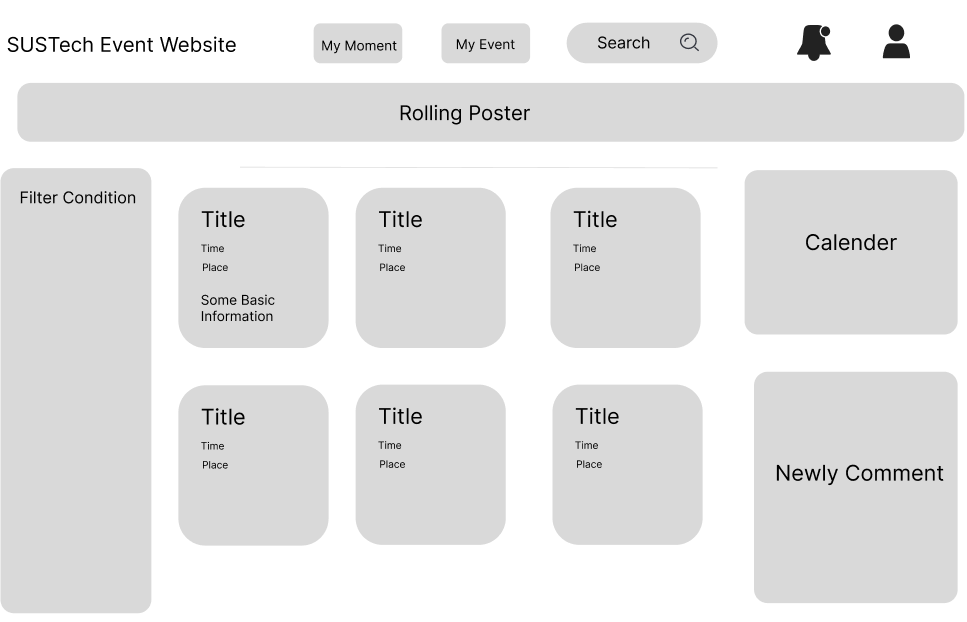 SUSTech Event Website
My Moment
My Event
Search
Rolling Poster
Filter Condition
Title
Time
Place
Some Basic
Information
Title
Time
Place
Title
Time
Place
Calender
Title
Time
Place
Title
Time
Place
Title
Time
Place
Newly Comment